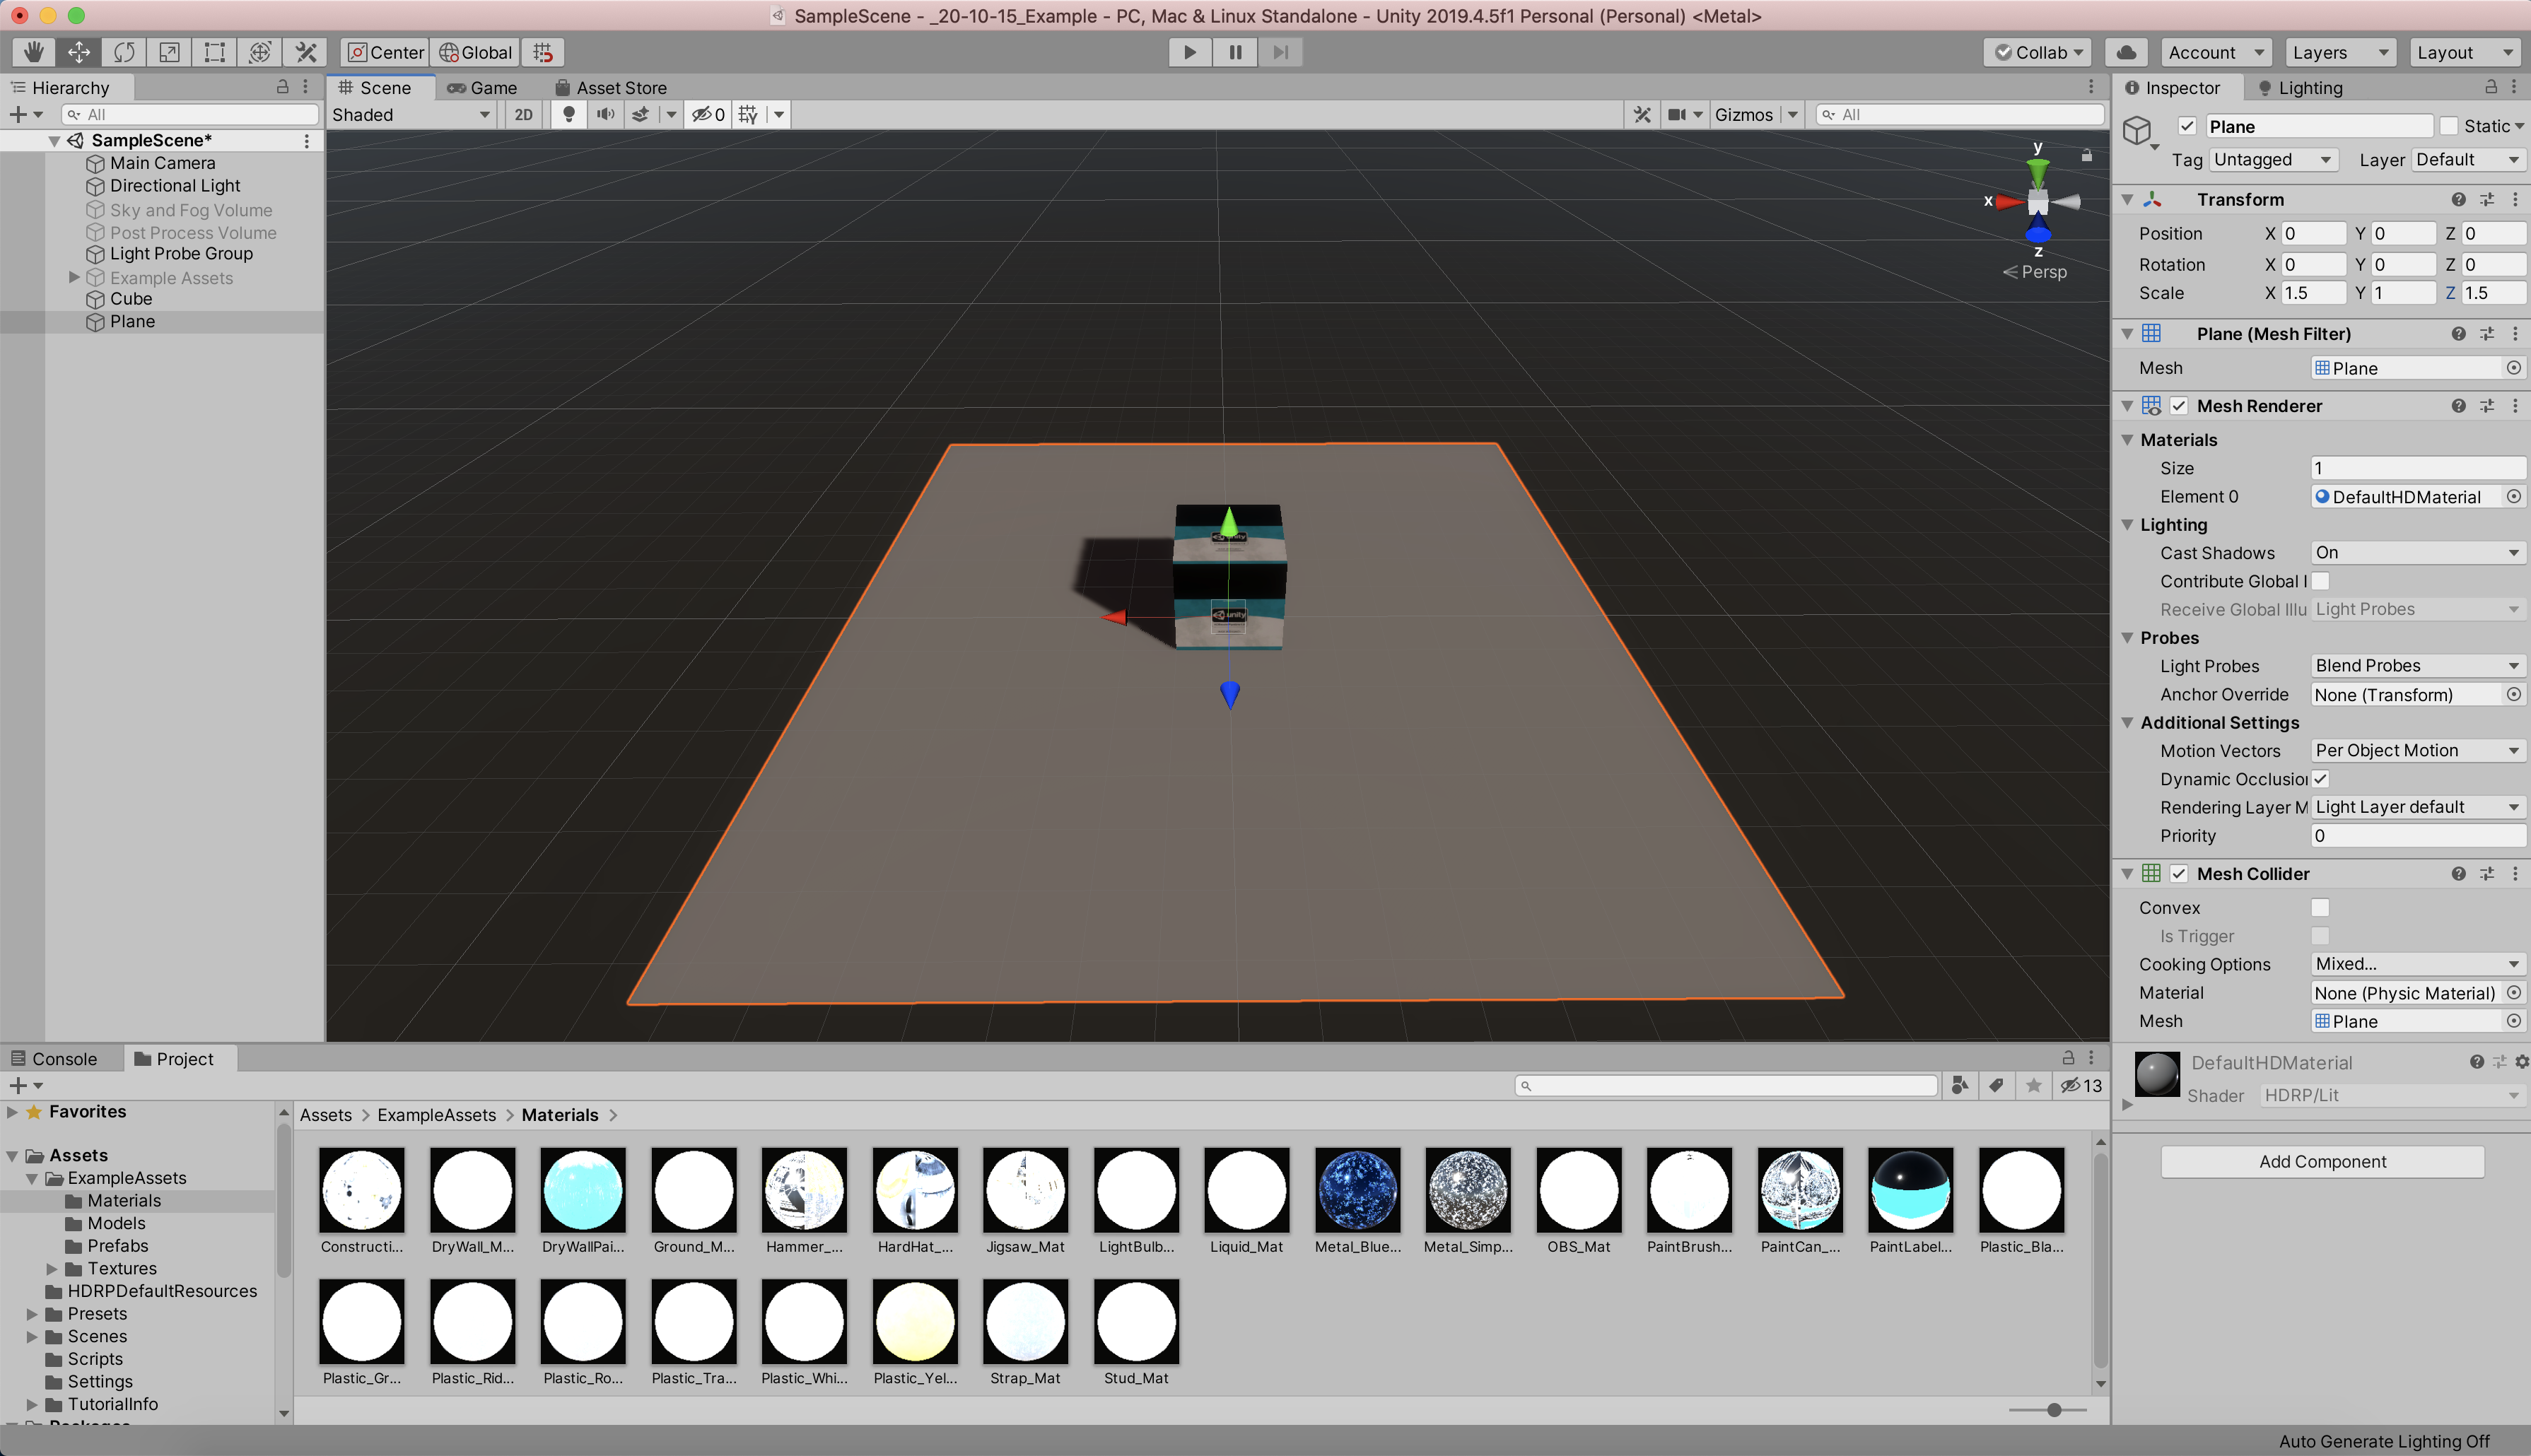 SampleScene - _20-10-15_Example - PC, Mac & Linux Standalone - Unity 2019.4.5f1 Personal (Personal) <Metal>
Center Global Collab Account Layers Layout
Hierarchy
All
SampleScene*
Main Camera
Directional Light
Sky and Fog Volume
Post Process Volume
Light Probe Group
Example Assets
Cube
Plane
Scene Game Asset Store
Shaded 2D 0 Gizmos All
y
x
z
Persp
unity
unity
Inspector Lighting
Plane Static
Tag Untagged Layer Default
Transform
Position X 0 Y 0 Z 0
Rotation X 0 Y 0 Z 0
Scale X 1.5 Y 1 Z 1.5
Plane (Mesh Filter)
Mesh Plane
Mesh Renderer
Materials
Size 1
Element 0 DefaultHDMaterial
Lighting
Cast Shadows On
Contribute Global I
Receive Global Illu Light Probes
Probes
Light Probes Blend Probes
Anchor Override None (Transform)
Additional Settings
Motion Vectors Per Object Motion
Dynamic Occlusio
Rendering Layer M Light Layer default
Priority 0
Mesh Collider
Convex
Is Trigger
Cooking Options Mixed...
Material None (Physic Material)
Mesh Plane
DefaultHDMaterial
Shader HDRP/Lit
Add Component
Console Project
13
Favorites
Assets
ExampleAssets
Materials
Models
Prefabs
Textures
HDRPDefaultResources
Presets
Scenes
Scripts
Settings
TutorialInfo
Assets > ExampleAssets > Materials >
Constructi... DryWall_M... DryWallPai... Ground_M... Hammer_... HardHat_... Jigsaw_Mat LightBulb... Liquid_Mat Metal_Blue... Metal_Simp... OBS_Mat PaintBrush... PaintCan_... PaintLabel... Plastic_Bla...
Plastic_Gr... Plastic_Rid... Plastic_Ro... Plastic_Tra... Plastic_Whi... Plastic_Yel... Strap_Mat Stud_Mat
Auto Generate Lighting Off